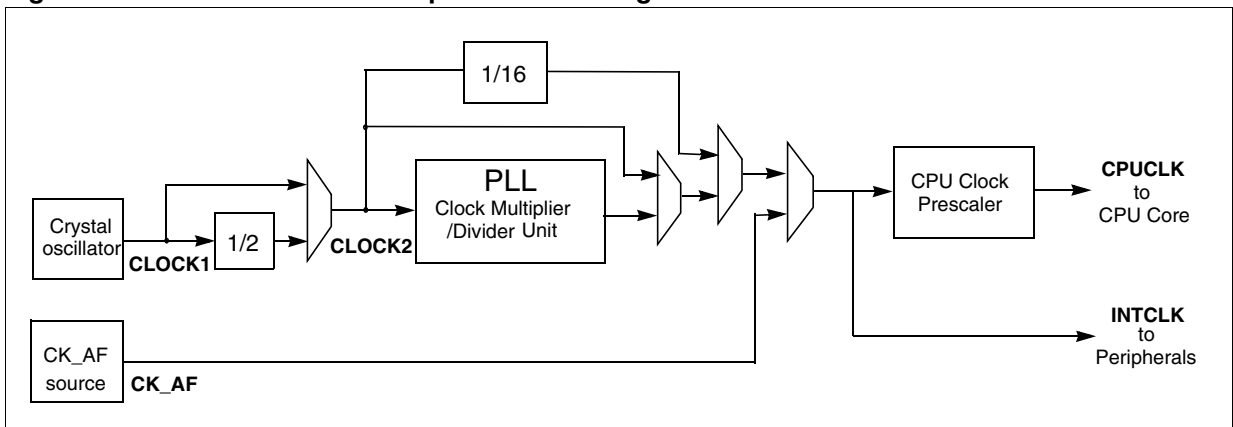 1/16
PLL
Clock Multiplier
/Divider Unit
Crystal
oscillator
CLOCK1
1/2
CLOCK2
CPU Clock
Prescaler
CPUCLK
to
CPU Core
INTCLK
to
Peripherals
CK_AF
source
CK_AF